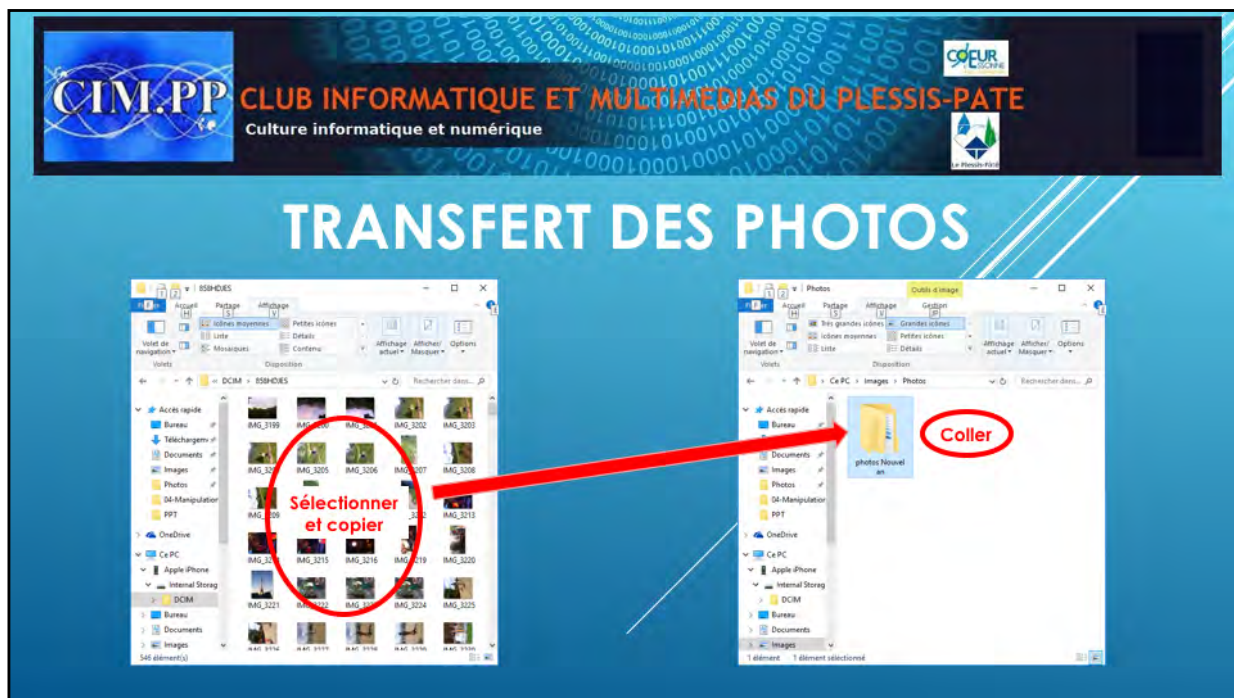 CIM.PP
CLUB INFORMATIQUE ET MULTIMEDIAS DU PLESSIS-PATE
Culture informatique et numérique
CŒUR
ESSONNE
Le Plessis-Pâté
TRANSFERT DES PHOTOS
858HDJES
Accueil Partage Affichage
H S V
Icônes moyennes Petites icônes
Liste Détails
Mosaïques Contenu
Volet de navigation
Affichage actuel
Afficher/ Masquer
Options
Volets Disposition
« DCIM › 858HDJES
Rechercher dans...
Accès rapide
Bureau
Téléchargeme
Documents
Images
Photos
04-Manipulation
PPT
OneDrive
Ce PC
Apple iPhone
Internal Storag
DCIM
Bureau
Documents
Images
546 élément(s)
IMG_3199 IMG_3200 IMG_3202 IMG_3203
IMG_3205 IMG_3206 IMG_3208
IMG_3213
IMG_3215 IMG_3216 IMG_3219 IMG_3220
IMG_3221 IMG_3222 IMG_3224 IMG_3225
Sélectionner
et copier
Photos Outils d'image
Accueil Partage Affichage Gestion
H S V JP
Très grandes icônes Grandes icônes
Icônes moyennes Petites icônes
Liste Détails
Volet de navigation
Affichage actuel
Afficher/ Masquer
Options
Volets Disposition
› Ce PC › Images › Photos
Rechercher dans...
Accès rapide
Bureau
Documents
Images
Photos
04-Manipulation
PPT
OneDrive
Ce PC
Apple iPhone
Internal Storag
DCIM
Bureau
Documents
Images
1 élément 1 élément sélectionné
photos Nouvel
an
Coller